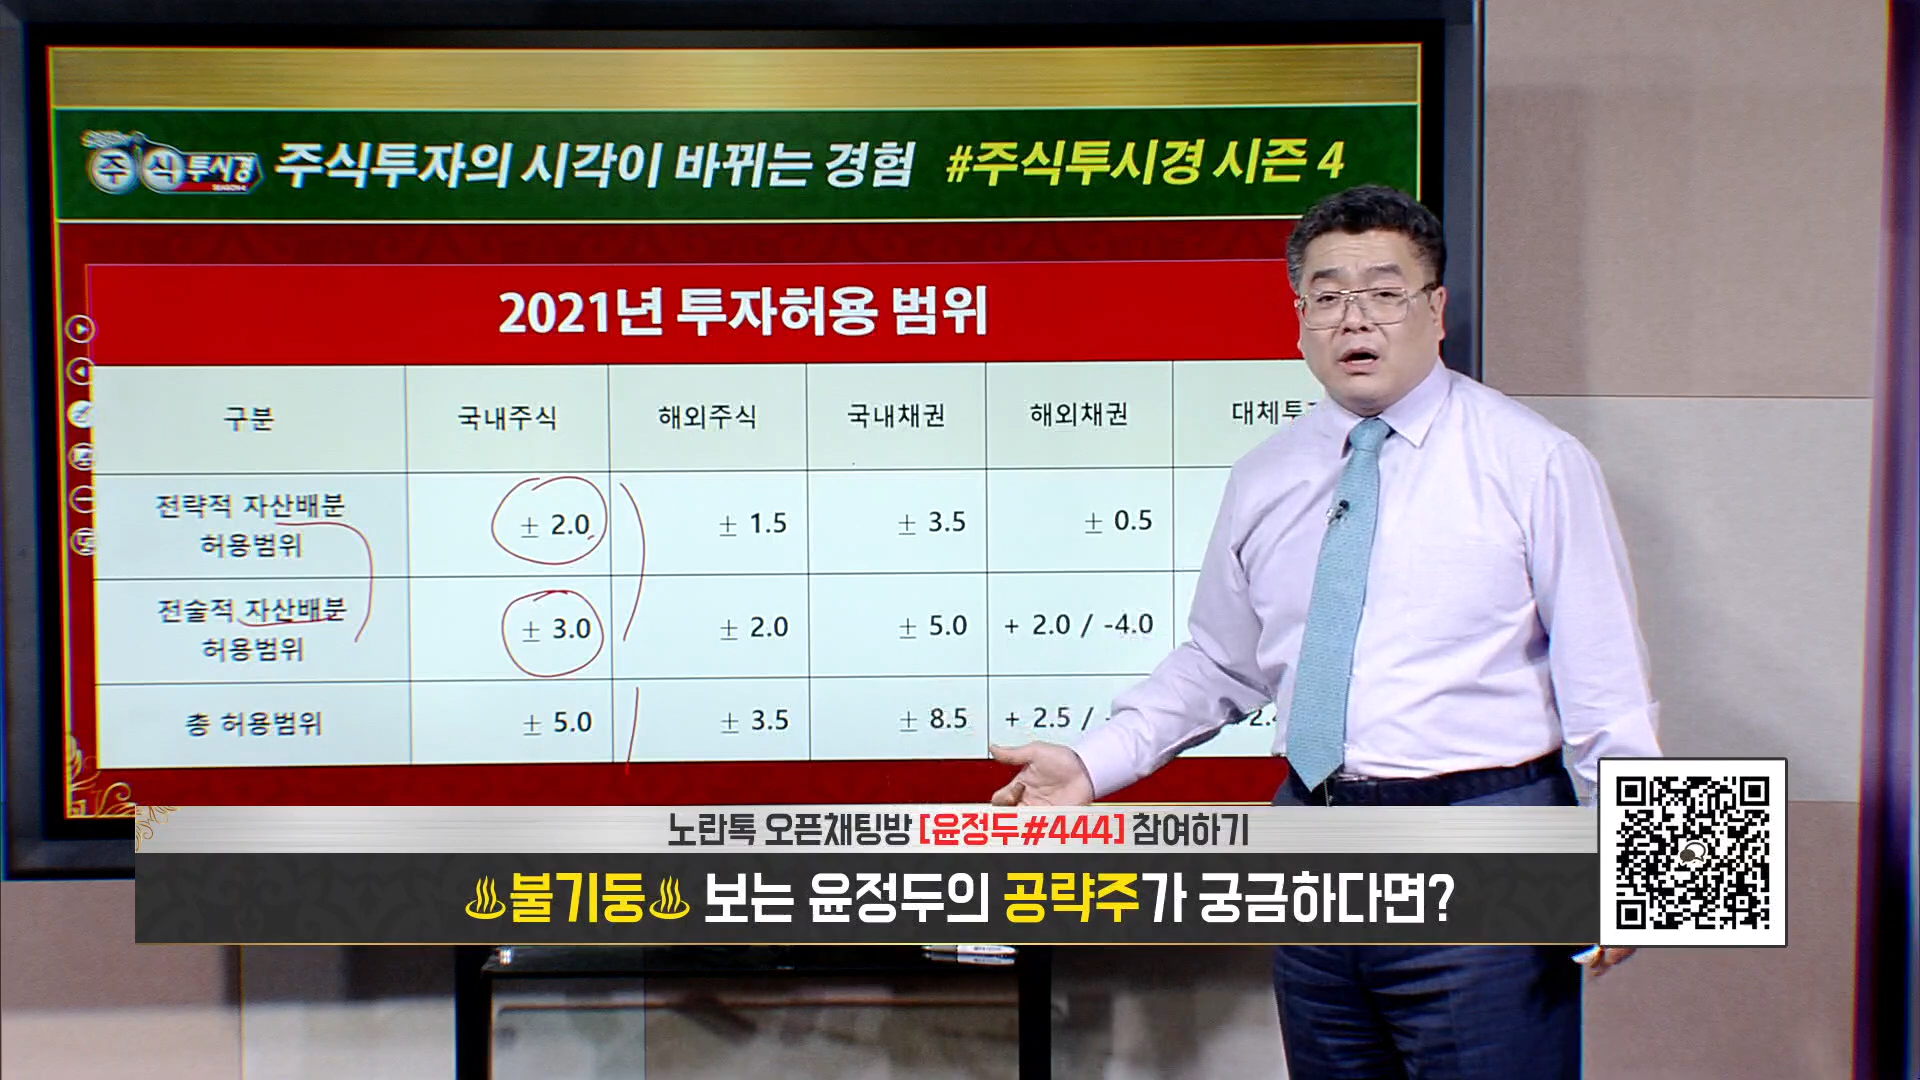 주식투시경
SEASON 4
주식투자의 시각이 바뀌는 경험 #주식투시경 시즌 4
2021년 투자허용 범위
구분 국내주식 해외주식 국내채권 해외채권 대체투
전략적 자산배분
허용범위
± 2.0 ± 1.5 ± 3.5 ± 0.5
전술적 자산배분
허용범위
± 3.0 ± 2.0 ± 5.0 + 2.0 / -4.0
총 허용범위 ± 5.0 ± 3.5 ± 8.5 + 2.5 / -
노란톡 오픈채팅방 [윤정두#444] 참여하기
♨불기둥♨ 보는 윤정두의 공략주가 궁금하다면?